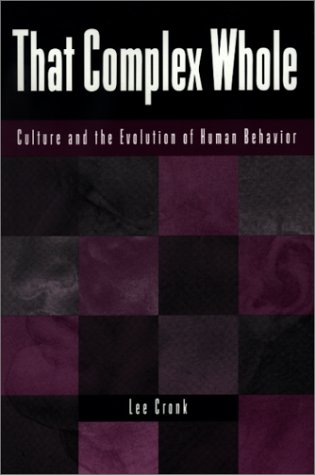 That Complex Whole
Culture and the Evolution of Human Behavior
Lee Cronk